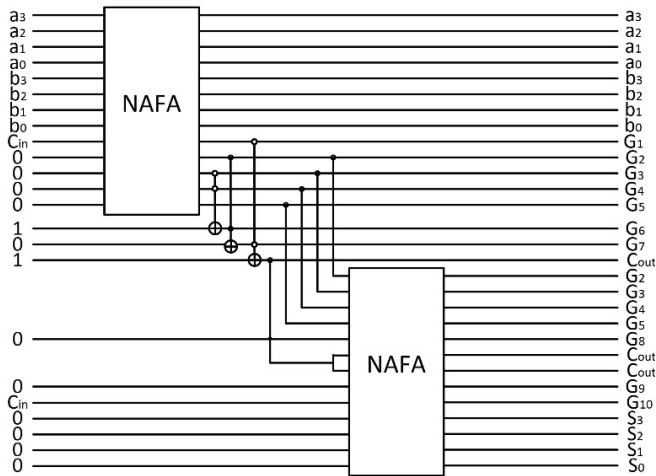 a₃ a₃
a₂ a₂
a₁ a₁
a₀ a₀
b₃ b₃
b₂ NAFA b₂
b₁ b₁
b₀ b₀
Cin G₁
0 G₂
0 G₃
0 G₄
0 G₅
1 G₆
0 G₇
1 Cout
G₂
G₃
G₄
G₅
0 G₈
NAFA Cout
Cout
0 G₉
Cin G₁₀
0 S₃
0 S₂
0 S₁
0 S₀